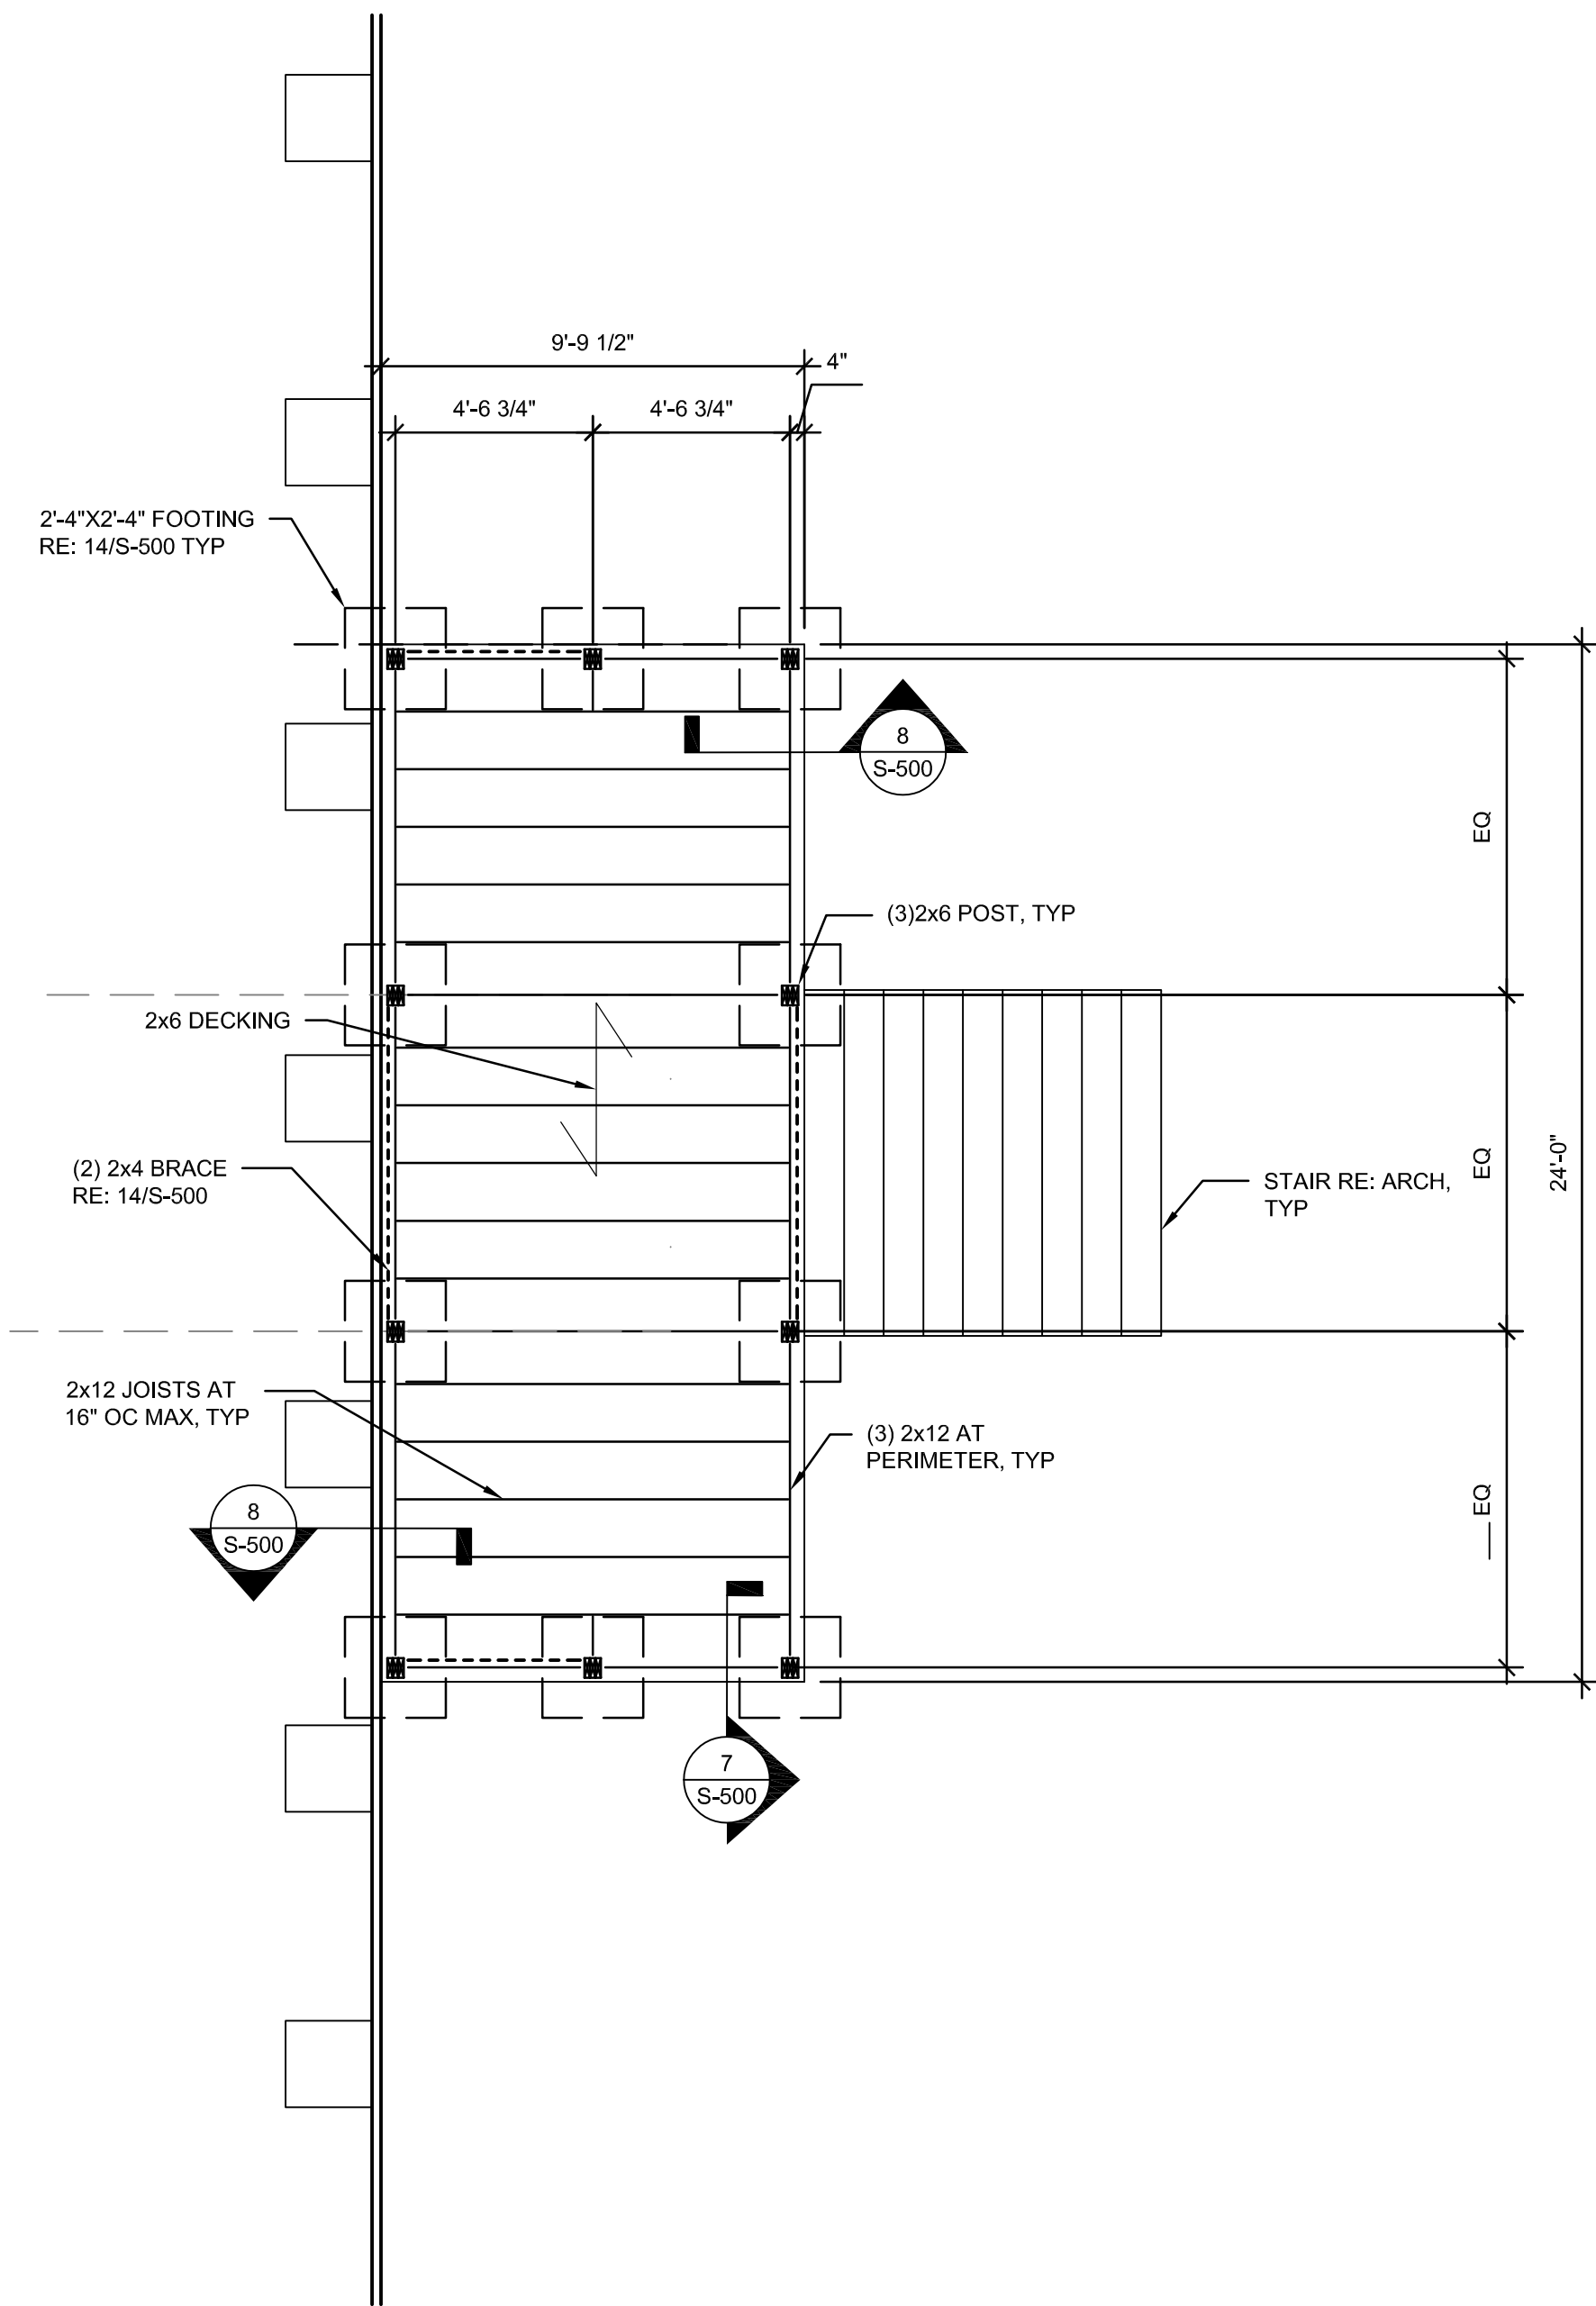 9'-9 1/2"
4"
4'-6 3/4"
4'-6 3/4"
2'-4"X2'-4" FOOTING
RE: 14/S-500 TYP
8
S-500
EQ
(3)2x6 POST, TYP
2x6 DECKING
(2) 2x4 BRACE
RE: 14/S-500
EQ
24'-0"
STAIR RE: ARCH,
TYP
2x12 JOISTS AT
16" OC MAX, TYP
(3) 2x12 AT
PERIMETER, TYP
EQ
8
S-500
7
S-500